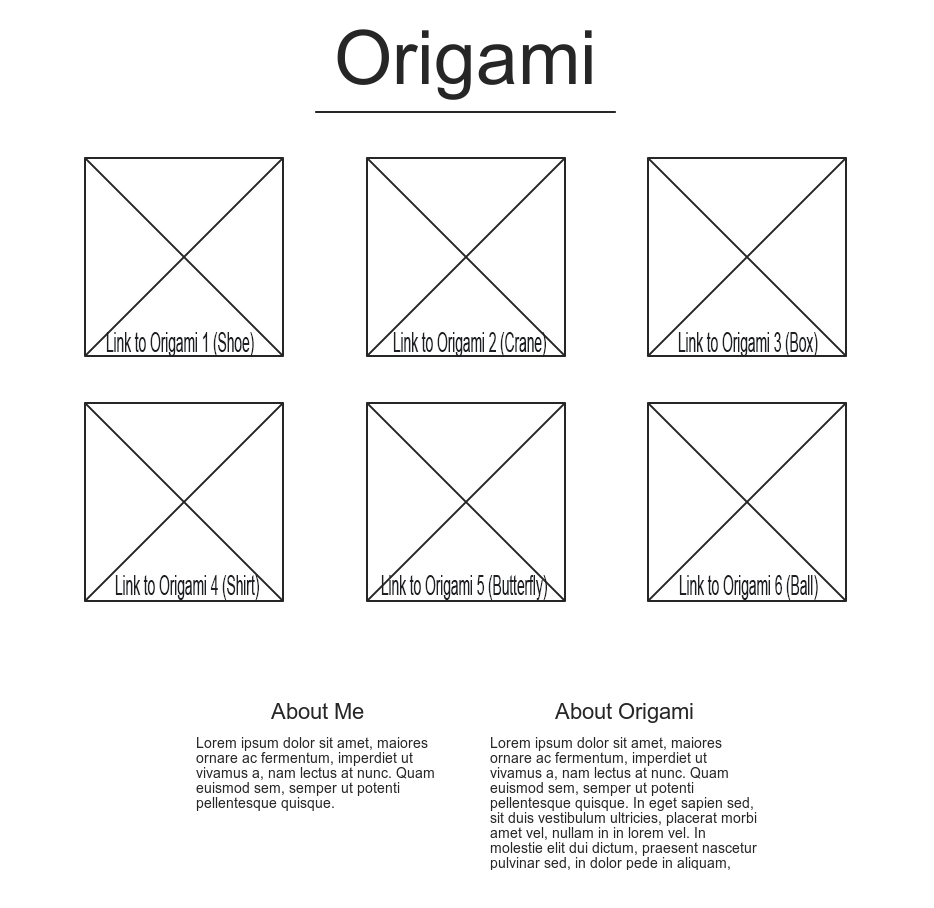 Origami
Link to Origami 1 (Shoe)
Link to Origami 2 (Crane)
Link to Origami 3 (Box)
Link to Origami 4 (Shirt)
Link to Origami 5 (Butterfly)
Link to Origami 6 (Ball)
About Me
Lorem ipsum dolor sit amet, maiores
ornare ac fermentum, imperdiet ut
vivamus a, nam lectus at nunc. Quam
euismod sem, semper ut potenti
pellentesque quisque.
About Origami
Lorem ipsum dolor sit amet, maiores
ornare ac fermentum, imperdiet ut
vivamus a, nam lectus at nunc. Quam
euismod sem, semper ut potenti
pellentesque quisque. In eget sapien sed,
sit duis vestibulum ultricies, placerat morbi
amet vel, nullam in in lorem vel. In
molestie elit dui dictum, praesent nascetur
pulvinar sed, in dolor pede in aliquam,